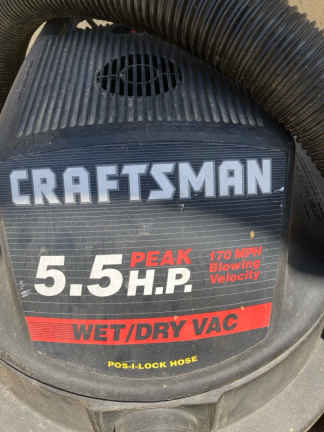 CRAFTSMAN
5.5 PEAK H.P.
170 MPH
Blowing
Velocity
WET/DRY VAC
POS-I-LOCK HOSE